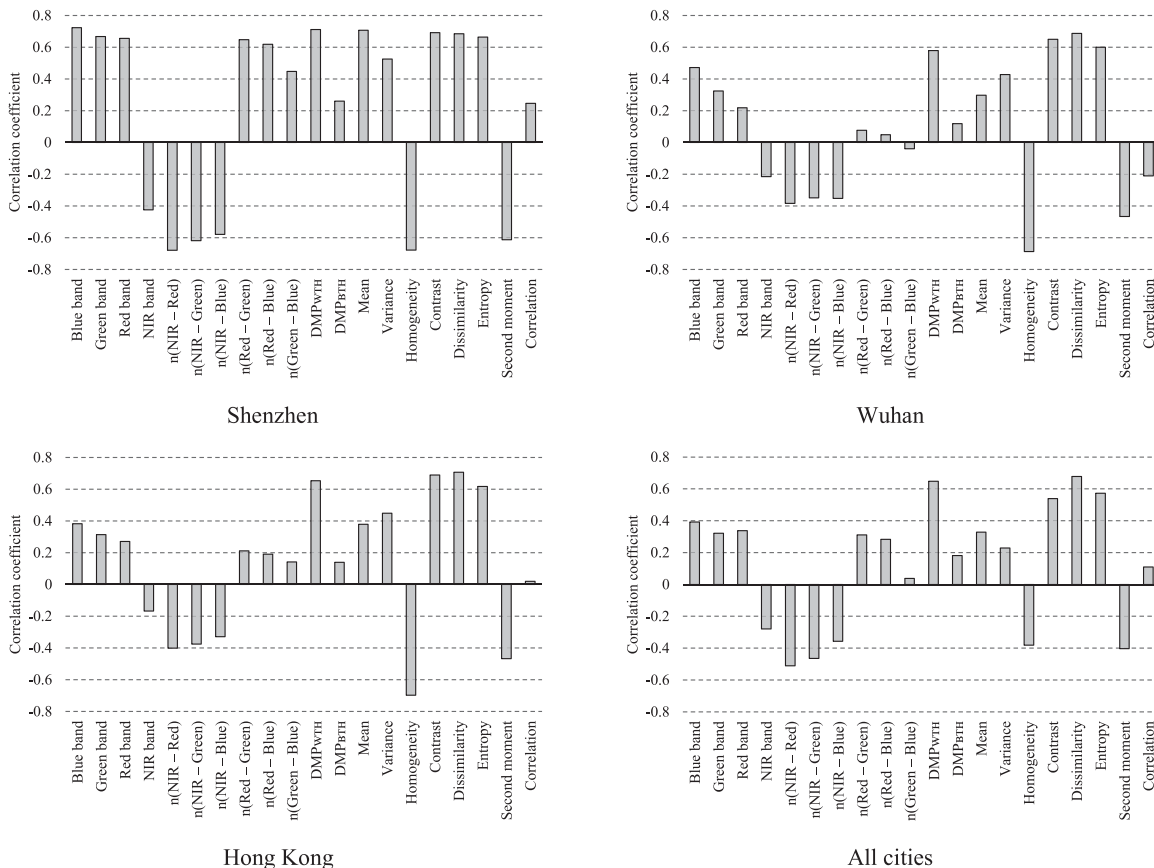 Correlation coefficient
0.8
0.6
0.4
0.2
0
-0.2
-0.4
-0.6
-0.8
Blue band
Green band
Red band
NIR band
n(NIR – Red)
n(NIR – Green)
n(NIR – Blue)
n(Red – Green)
n(Red – Blue)
n(Green – Blue)
DMPWTH
DMPBTH
Mean
Variance
Homogeneity
Contrast
Dissimilarity
Entropy
Second moment
Correlation
Shenzhen
Correlation coefficient
0.8
0.6
0.4
0.2
0
-0.2
-0.4
-0.6
-0.8
Blue band
Green band
Red band
NIR band
n(NIR – Red)
n(NIR – Green)
n(NIR – Blue)
n(Red – Green)
n(Red – Blue)
n(Green – Blue)
DMPWTH
DMPBTH
Mean
Variance
Homogeneity
Contrast
Dissimilarity
Entropy
Second moment
Correlation
Wuhan
Correlation coefficient
0.8
0.6
0.4
0.2
0
-0.2
-0.4
-0.6
-0.8
Blue band
Green band
Red band
NIR band
n(NIR – Red)
n(NIR – Green)
n(NIR – Blue)
n(Red – Green)
n(Red – Blue)
n(Green – Blue)
DMPWTH
DMPBTH
Mean
Variance
Homogeneity
Contrast
Dissimilarity
Entropy
Second moment
Correlation
Hong Kong
Correlation coefficient
0.8
0.6
0.4
0.2
0
-0.2
-0.4
-0.6
-0.8
Blue band
Green band
Red band
NIR band
n(NIR – Red)
n(NIR – Green)
n(NIR – Blue)
n(Red – Green)
n(Red – Blue)
n(Green – Blue)
DMPWTH
DMPBTH
Mean
Variance
Homogeneity
Contrast
Dissimilarity
Entropy
Second moment
Correlation
All cities